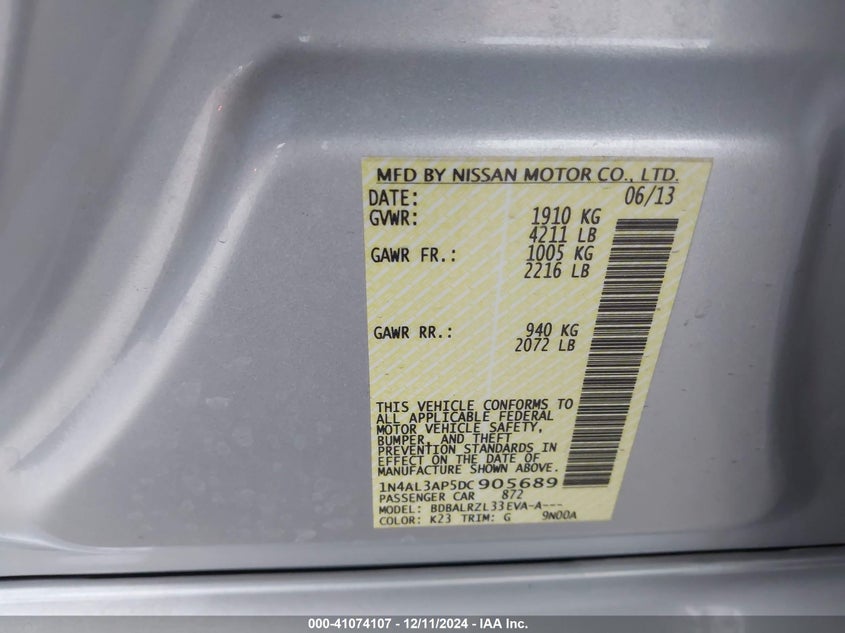 MFD BY NISSAN MOTOR CO., LTD.
DATE: 06/13
GVWR: 1910 KG
4211 LB
GAWR FR.: 1005 KG
2216 LB
GAWR RR.: 940 KG
2072 LB
THIS VEHICLE CONFORMS TO
ALL APPLICABLE FEDERAL
MOTOR VEHICLE SAFETY,
BUMPER, AND THEFT
PREVENTION STANDARDS IN
EFFECT ON THE DATE OF
MANUFACTURE SHOWN ABOVE.
1N4AL3AP5DC905689
PASSENGER CAR 872
MODEL: BDBALRZL33EVA-A---
COLOR: K23 TRIM: G 9N00A
000-41074107 - 12/11/2024 - IAA Inc.